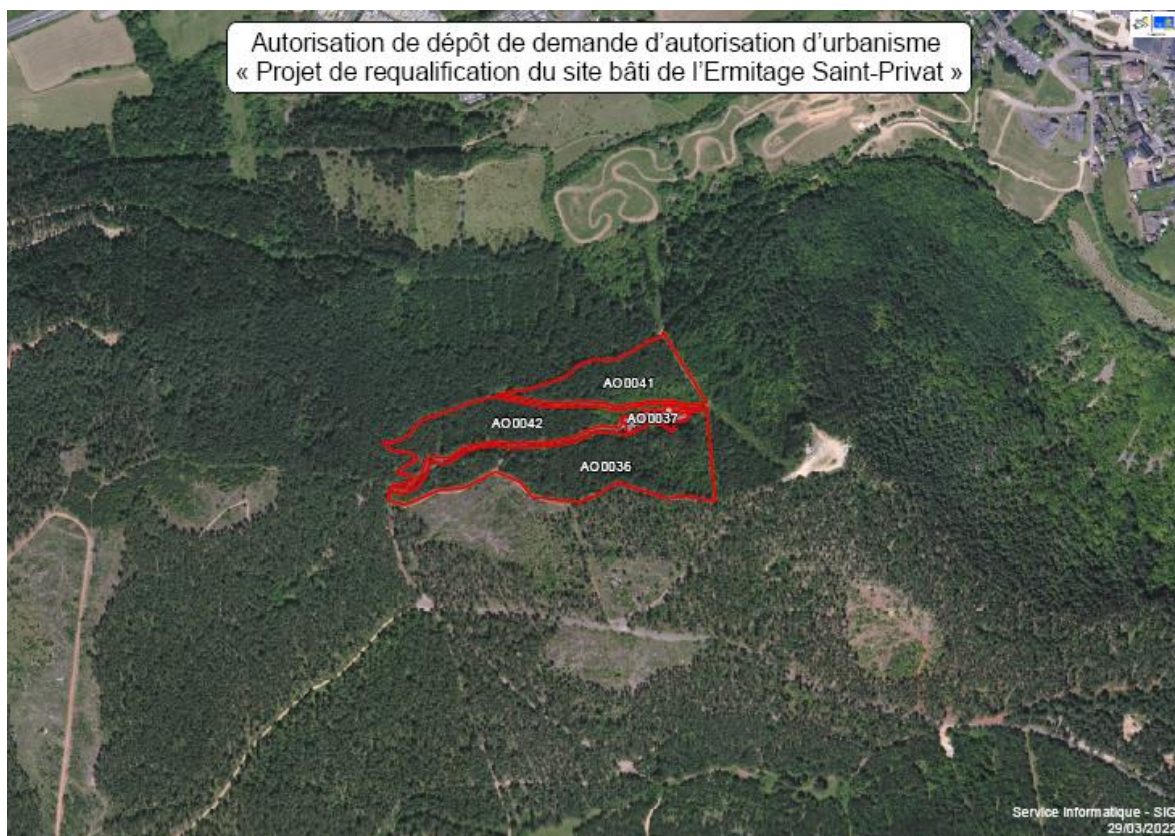 Autorisation de dépôt de demande d'autorisation d'urbanisme
« Projet de requalification du site bâti de l'Ermitage Saint-Privat »
AO0041
AO0037
AO0042
AO0036
Service Informatique - SIG